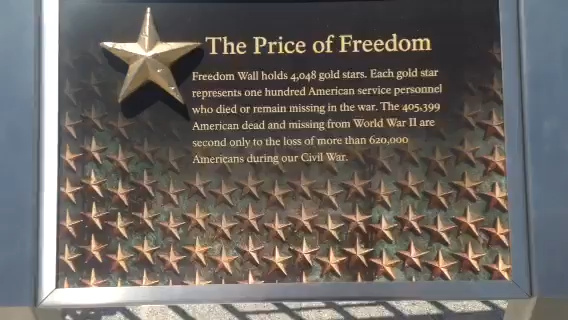 The Price of Freedom
Freedom Wall holds 4,048 gold stars. Each gold star
represents one hundred American service personnel
who died or remain missing in the war. The 405,399
American dead and missing from World War II are
second only to the loss of more than 620,000
Americans during our Civil War.